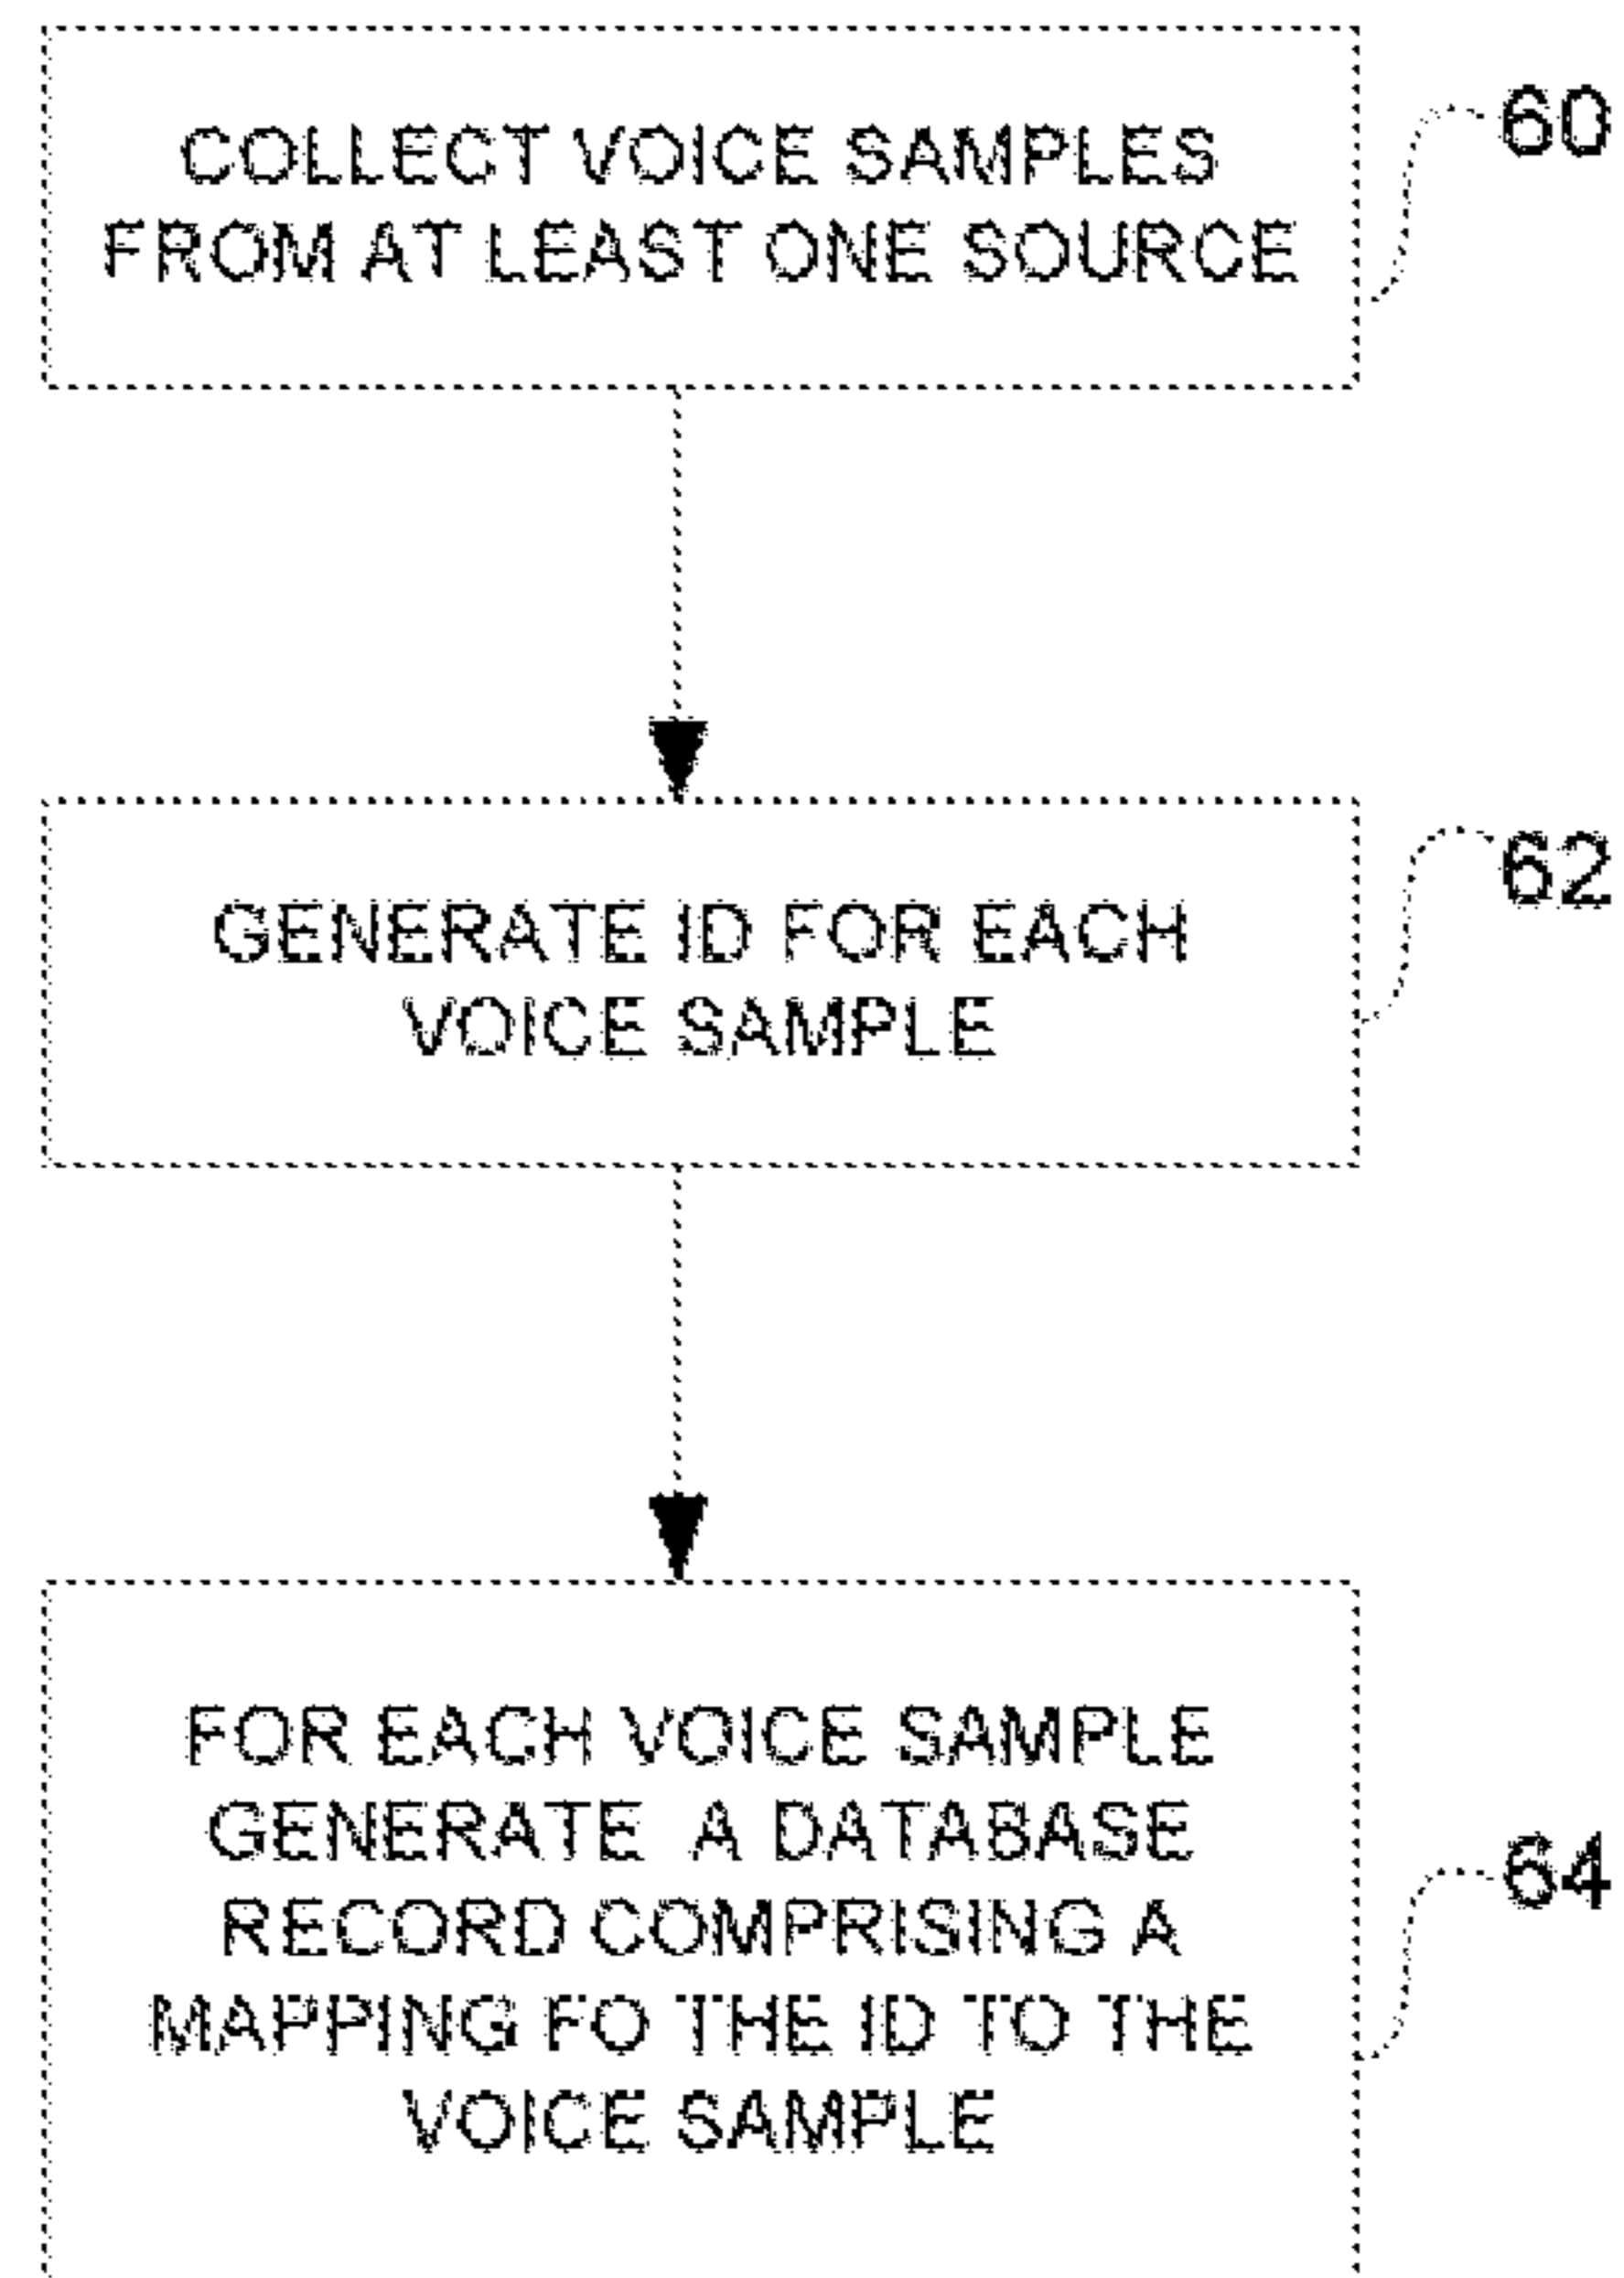 COLLECT VOICE SAMPLES
FROM AT LEAST ONE SOURCE
60
GENERATE ID FOR EACH
VOICE SAMPLE
62
FOR EACH VOICE SAMPLE
GENERATE A DATABASE
RECORD COMPRISING A
MAPPING FO THE ID TO THE
VOICE SAMPLE
64